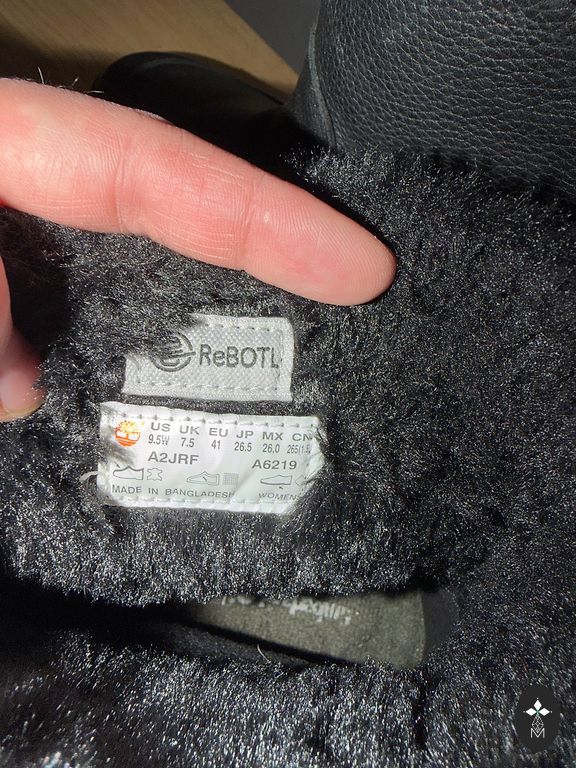 ReBOTL
US UK EU JP MX CN
9.5W 7.5 41 26.5 26.0
A2JRF A6219
MADE IN BANGLADESH WOMENS
M